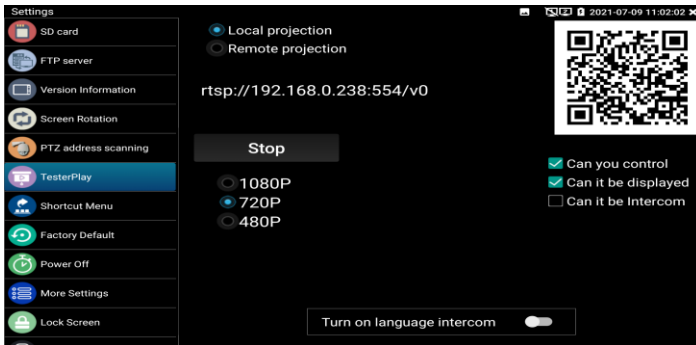 Settings
2021-07-09 11:02:02
SD card
FTP server
Version Information
Screen Rotation
PTZ address scanning
TesterPlay
Shortcut Menu
Factory Default
Power Off
More Settings
Lock Screen
Local projection
Remote projection
rtsp://192.168.0.238:554/v0
Stop
1080P
720P
480P
Can you control
Can it be displayed
Can it be Intercom
Turn on language intercom